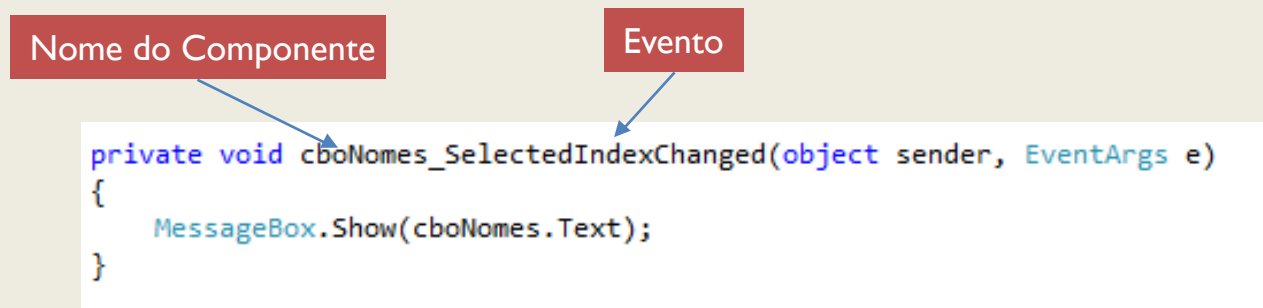 Nome do Componente
Evento
private void cboNomes_SelectedIndexChanged(object sender, EventArgs e)
{
    MessageBox.Show(cboNomes.Text);
}